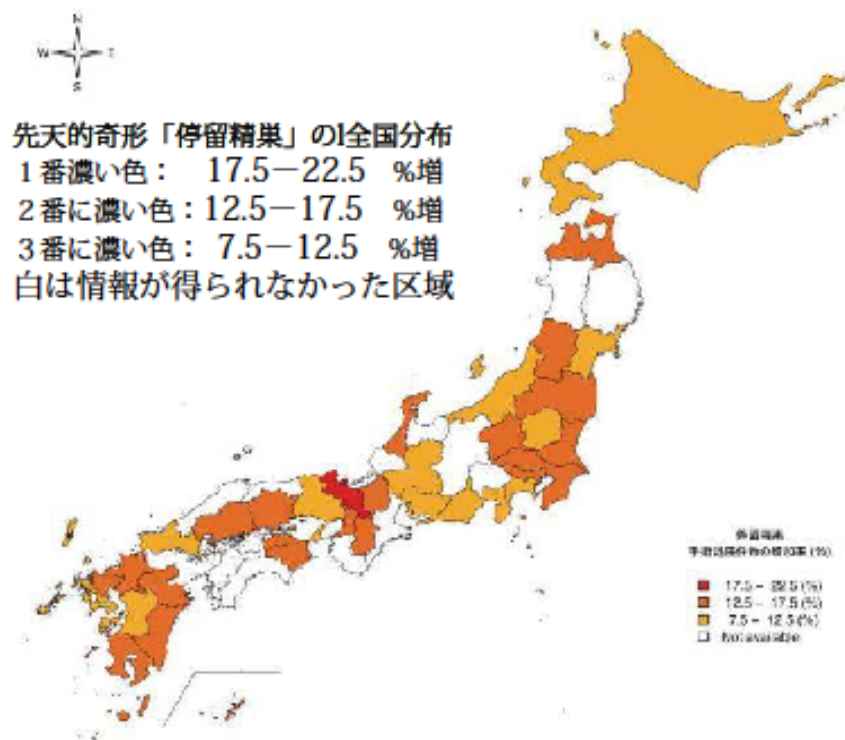 N
W
S
先天的奇形「停留精巣」のl全国分布
1番濃い色： 17.5－22.5 %増
2番に濃い色：12.5－17.5 %増
3番に濃い色： 7.5－12.5 %増
白は情報が得られなかった区域
停留精巣
(%)
17.5 - 22.5 (%)
12.5 - 17.5 (%)
7.5 - 12.5 (%)
Not available